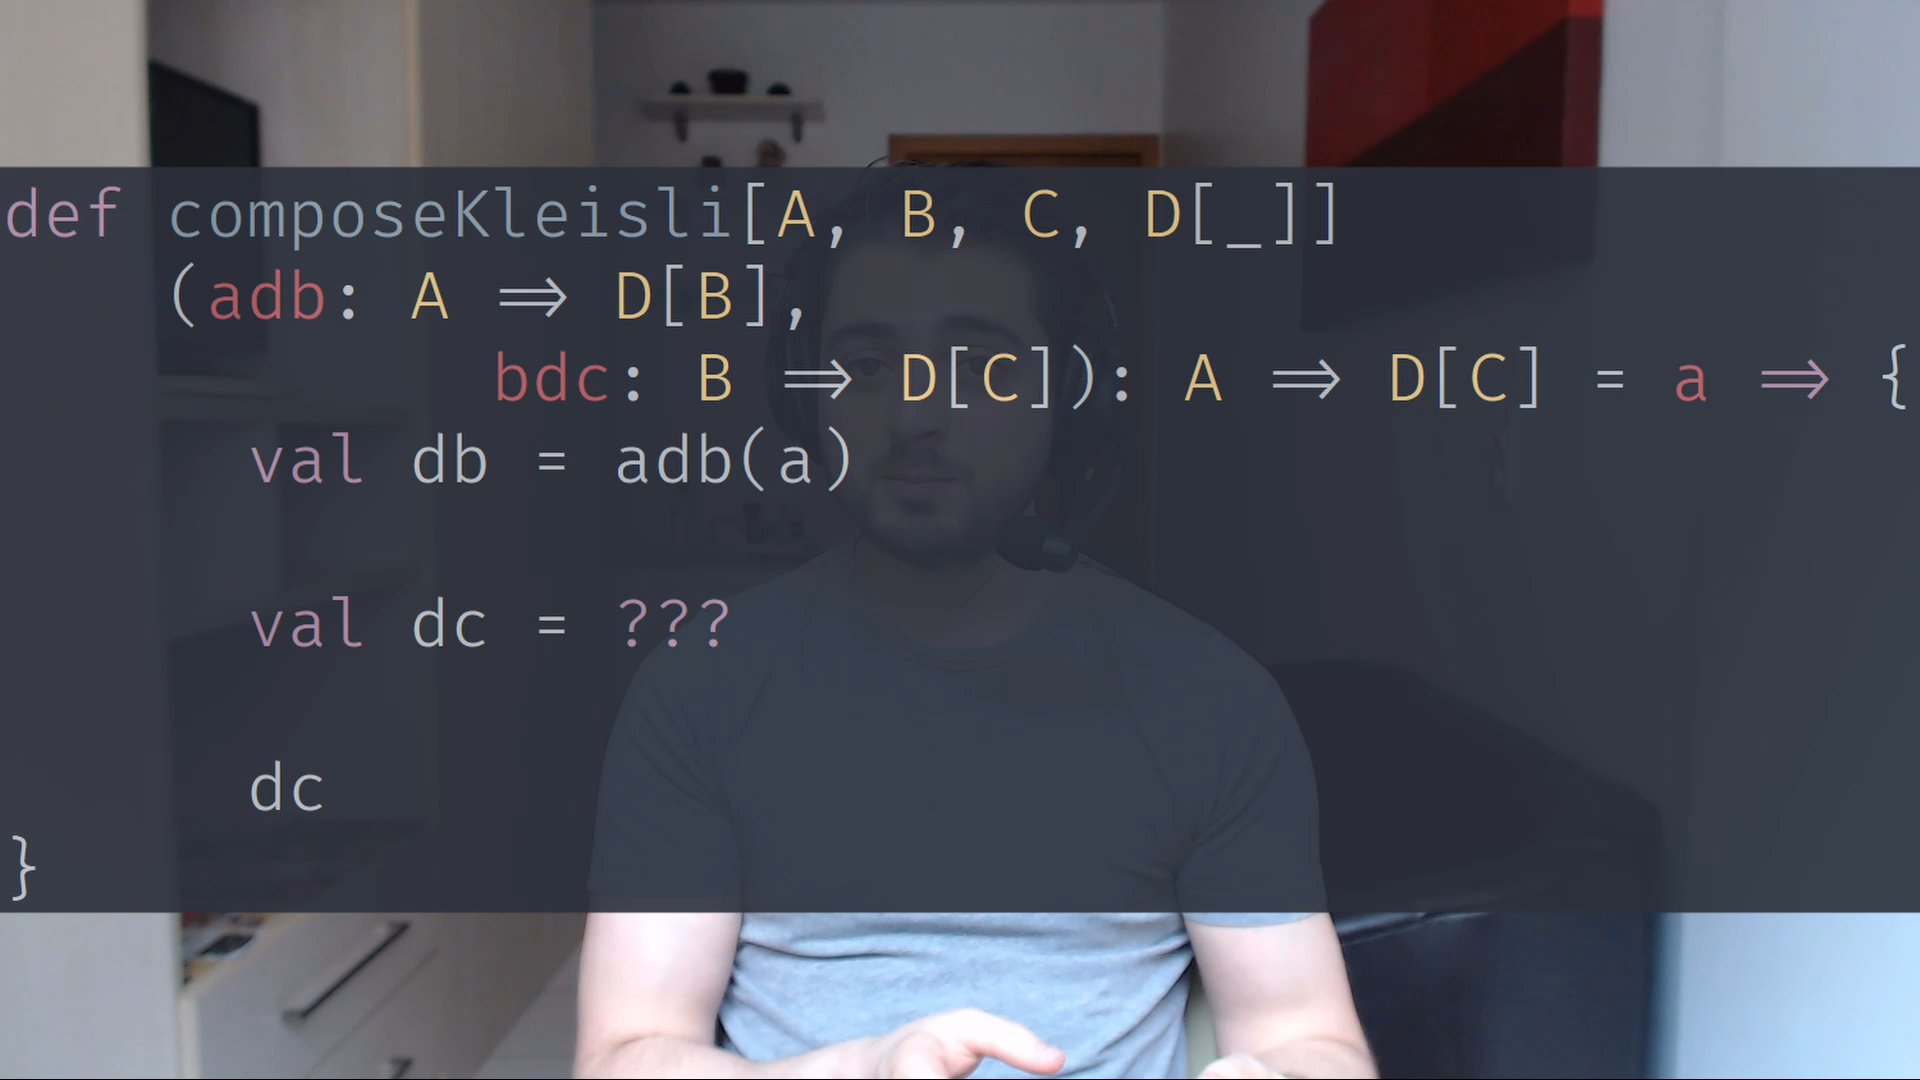 def composeKleisli[A, B, C, D[_]]
(adb: A => D[B],
bdc: B => D[C]): A => D[C] = a => {
val db = adb(a)
val dc = ???
dc
}